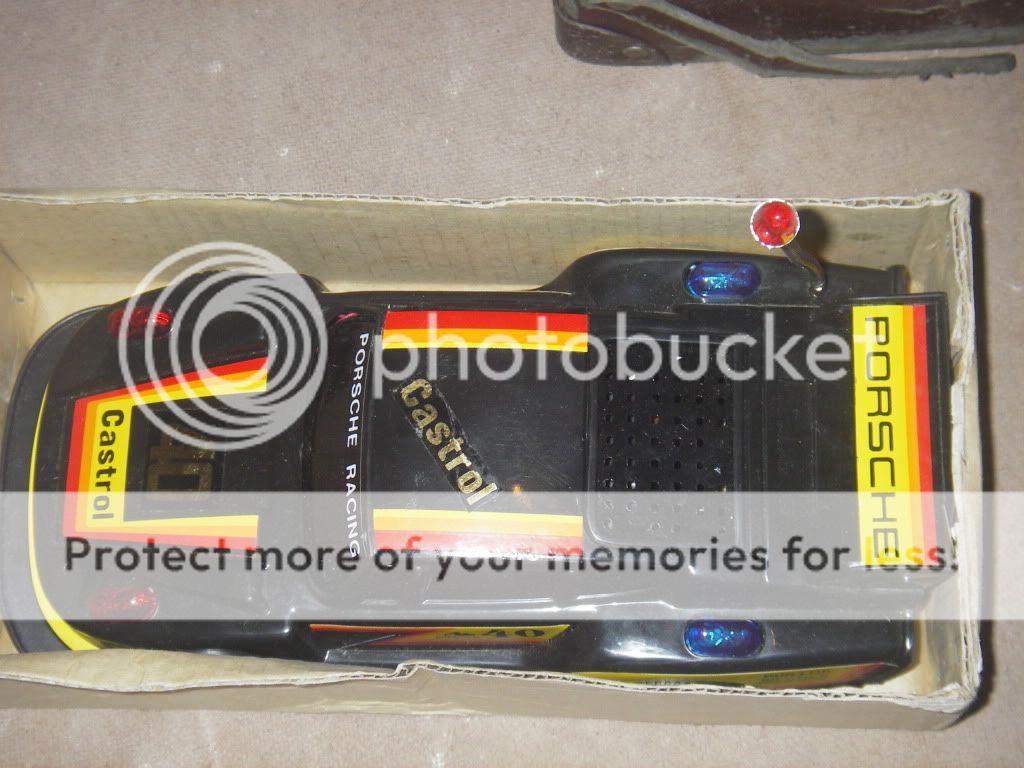 PORSCHE
Castrol
Castrol
PORSCHE RACING
photobucket
Protect more of your memories for less!